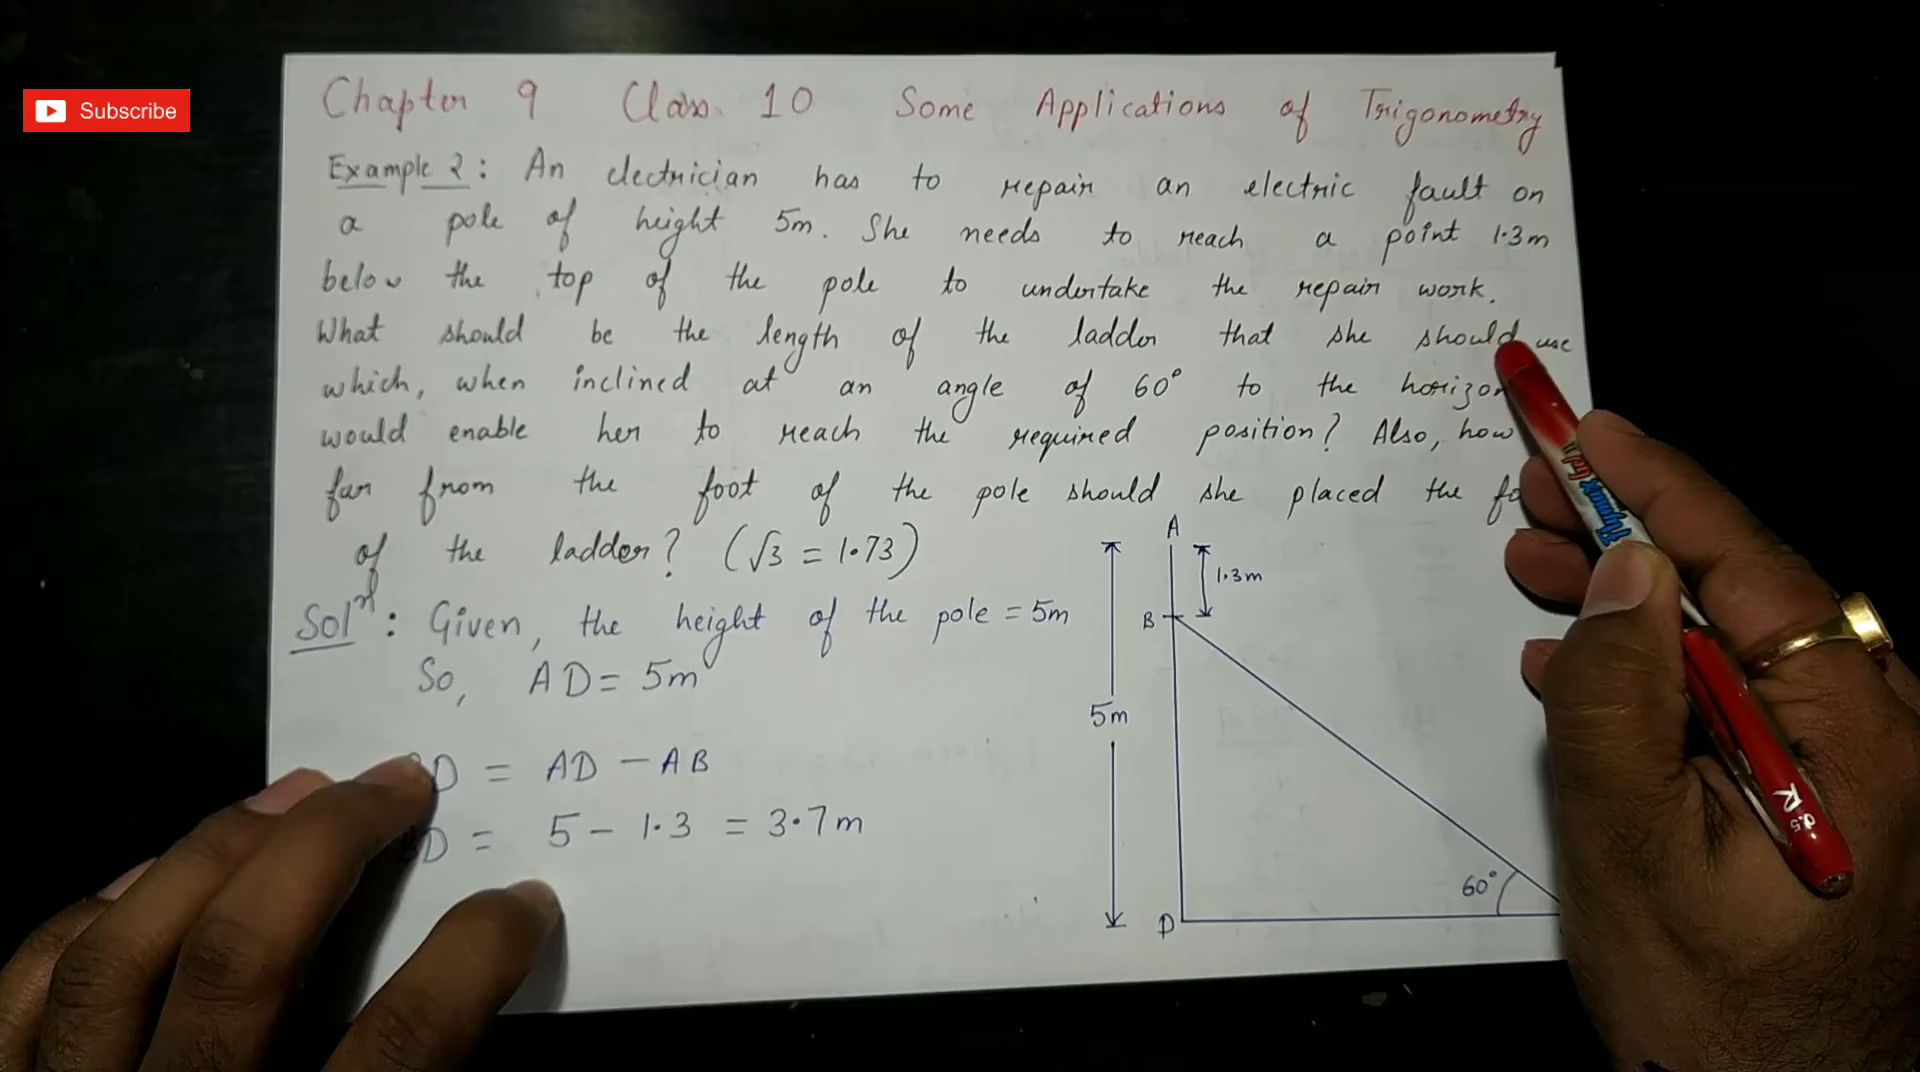 Subscribe
Chapter 9 Class 10 Some Applications of Trigonometry
Example 2: An electrician has to repair an electric fault on
a pole of height 5m. She needs to reach a point 1.3m
below the top of the pole to undertake the repair work.
What should be the length of the ladder that she should use
which, when inclined at an angle of 60° to the
would enable her to reach the required position? Also, how
far from the foot of the pole should she placed the
of the ladder? (√3 = 1.73)
Solⁿ: Given, the height of the pole = 5m
So, AD = 5m
BD = AD - AB
BD = 5 - 1.3 = 3.7m
A
1.3m
B
5m
60°
D
0.5
R